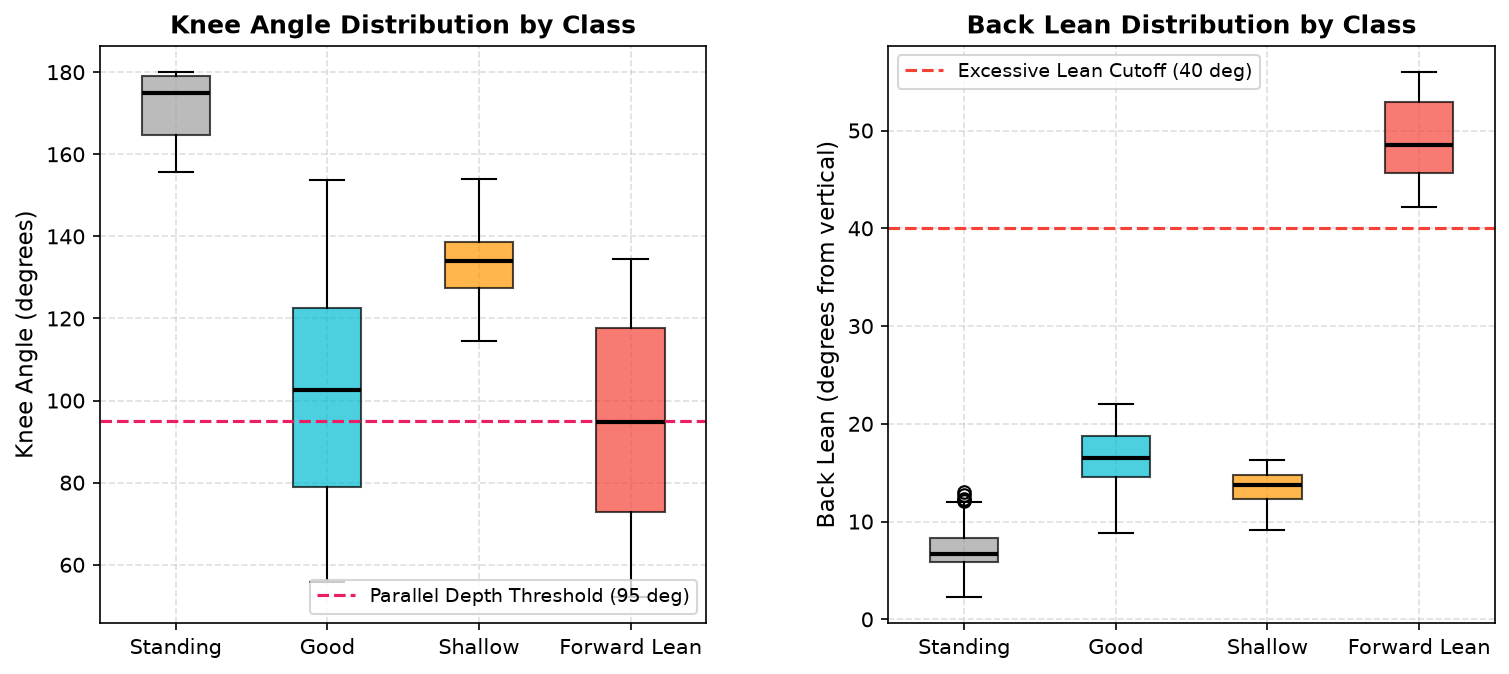 Knee Angle Distribution by Class
Knee Angle (degrees)
180
160
140
120
100
80
60
Parallel Depth Threshold (95 deg)
Standing Good Shallow Forward Lean
Back Lean Distribution by Class
Back Lean (degrees from vertical)
Excessive Lean Cutoff (40 deg)
50
40
30
20
10
0
Standing Good Shallow Forward Lean